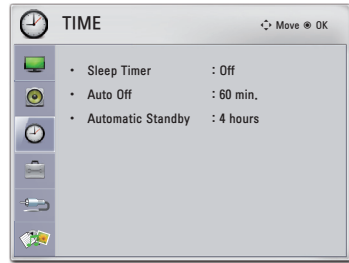 TIME
Move ⊙ OK
• Sleep Timer : Off
• Auto Off : 60 min.
• Automatic Standby : 4 hours